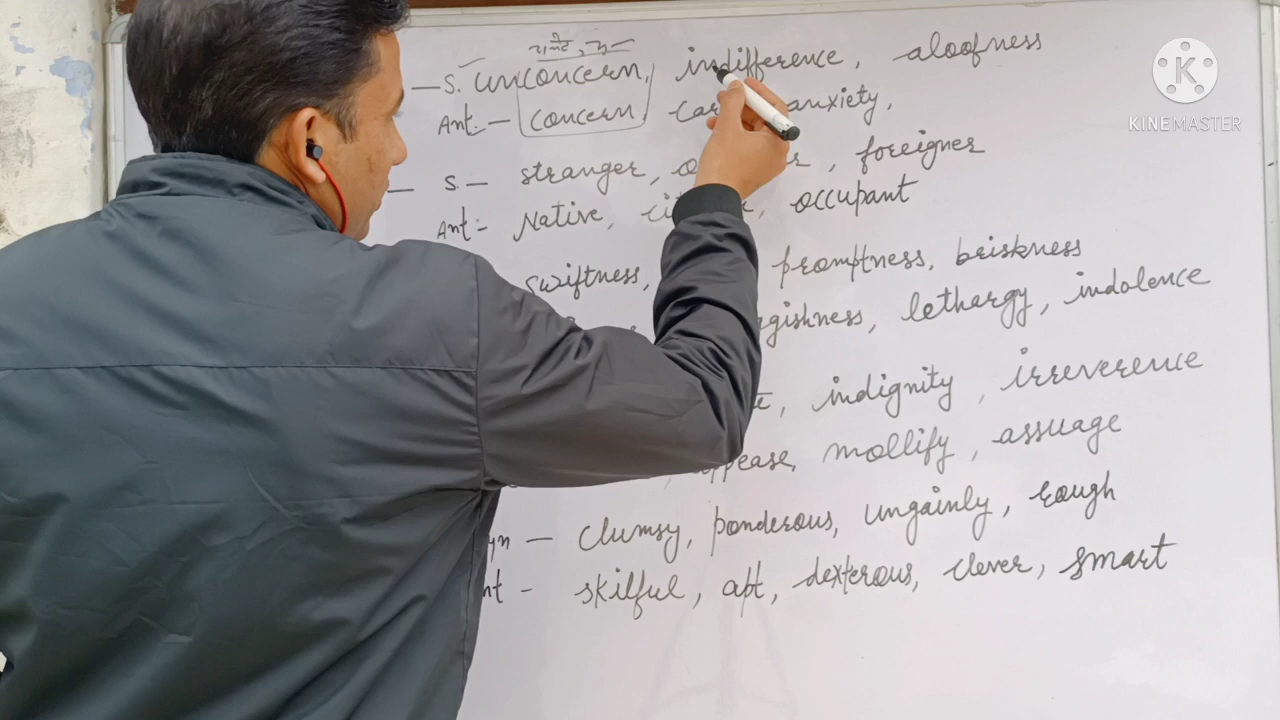 — S. unconcern, indifference, aloofness
Ant.— concern, anxiety,
— S — stranger, foreigner
Ant:- Native, occupant
swiftness, promptness, briskness
lethargy, indolence
indignity, irreverence
mollify, assuage
— clumsy, ponderous, ungainly, rough
- skilful, apt, dexterous, clever, smart
KINEMASTER